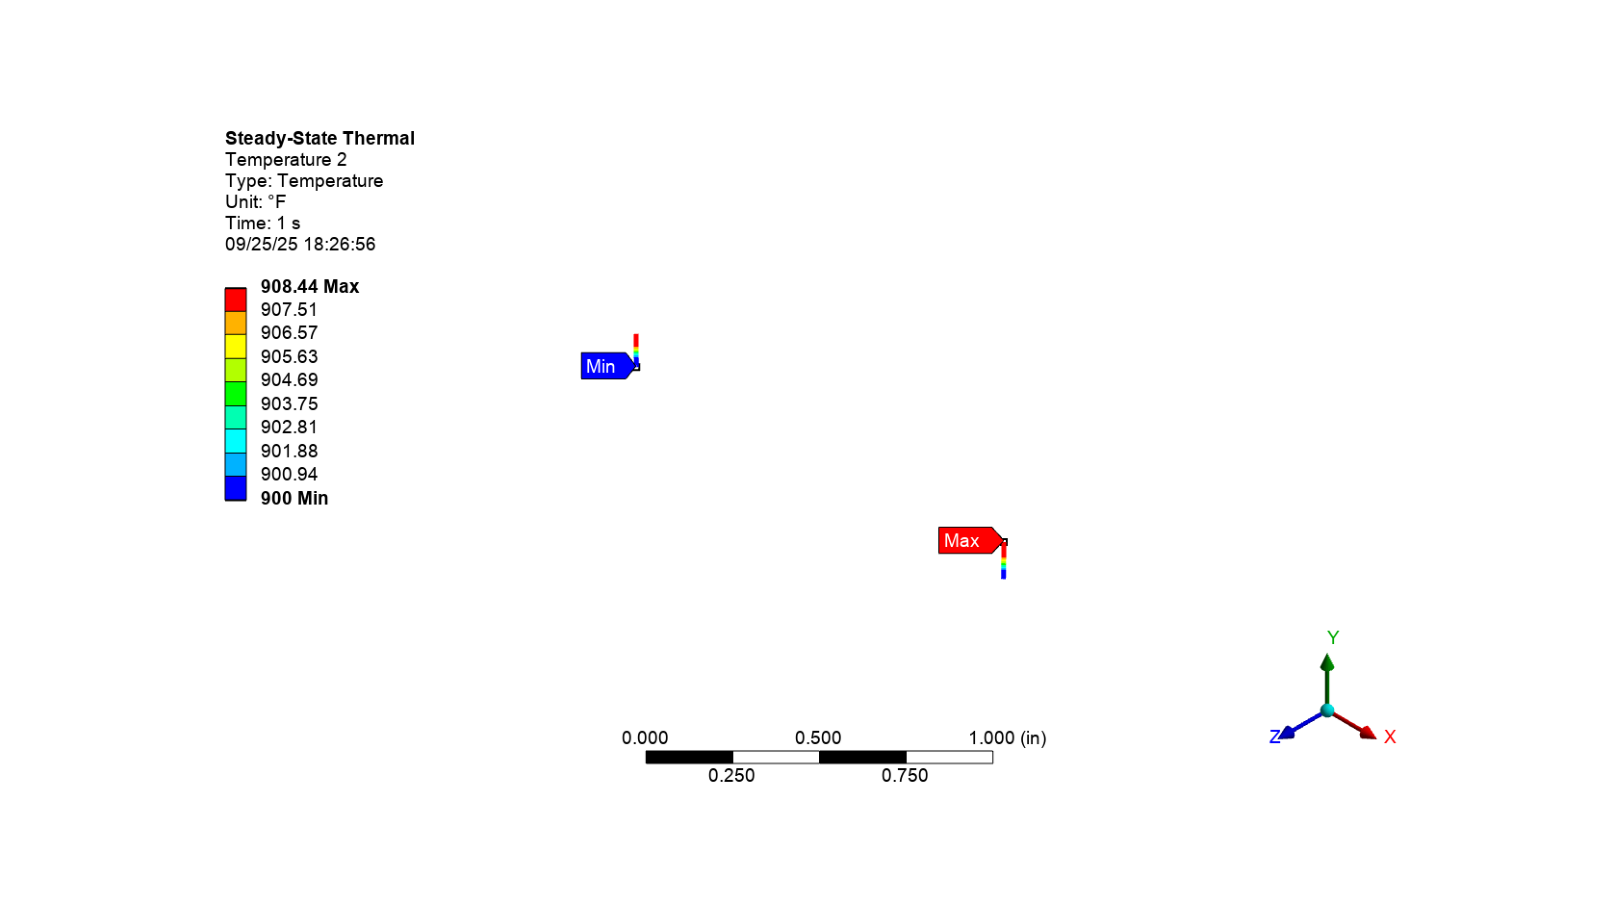 Steady-State Thermal
Temperature 2
Type: Temperature
Unit: °F
Time: 1 s
09/25/25 18:26:56
908.44 Max
907.51
906.57
905.63
904.69
903.75
902.81
901.88
900.94
900 Min
Min
Max
Y
Z
X
0.000 0.500 1.000 (in)
0.250 0.750